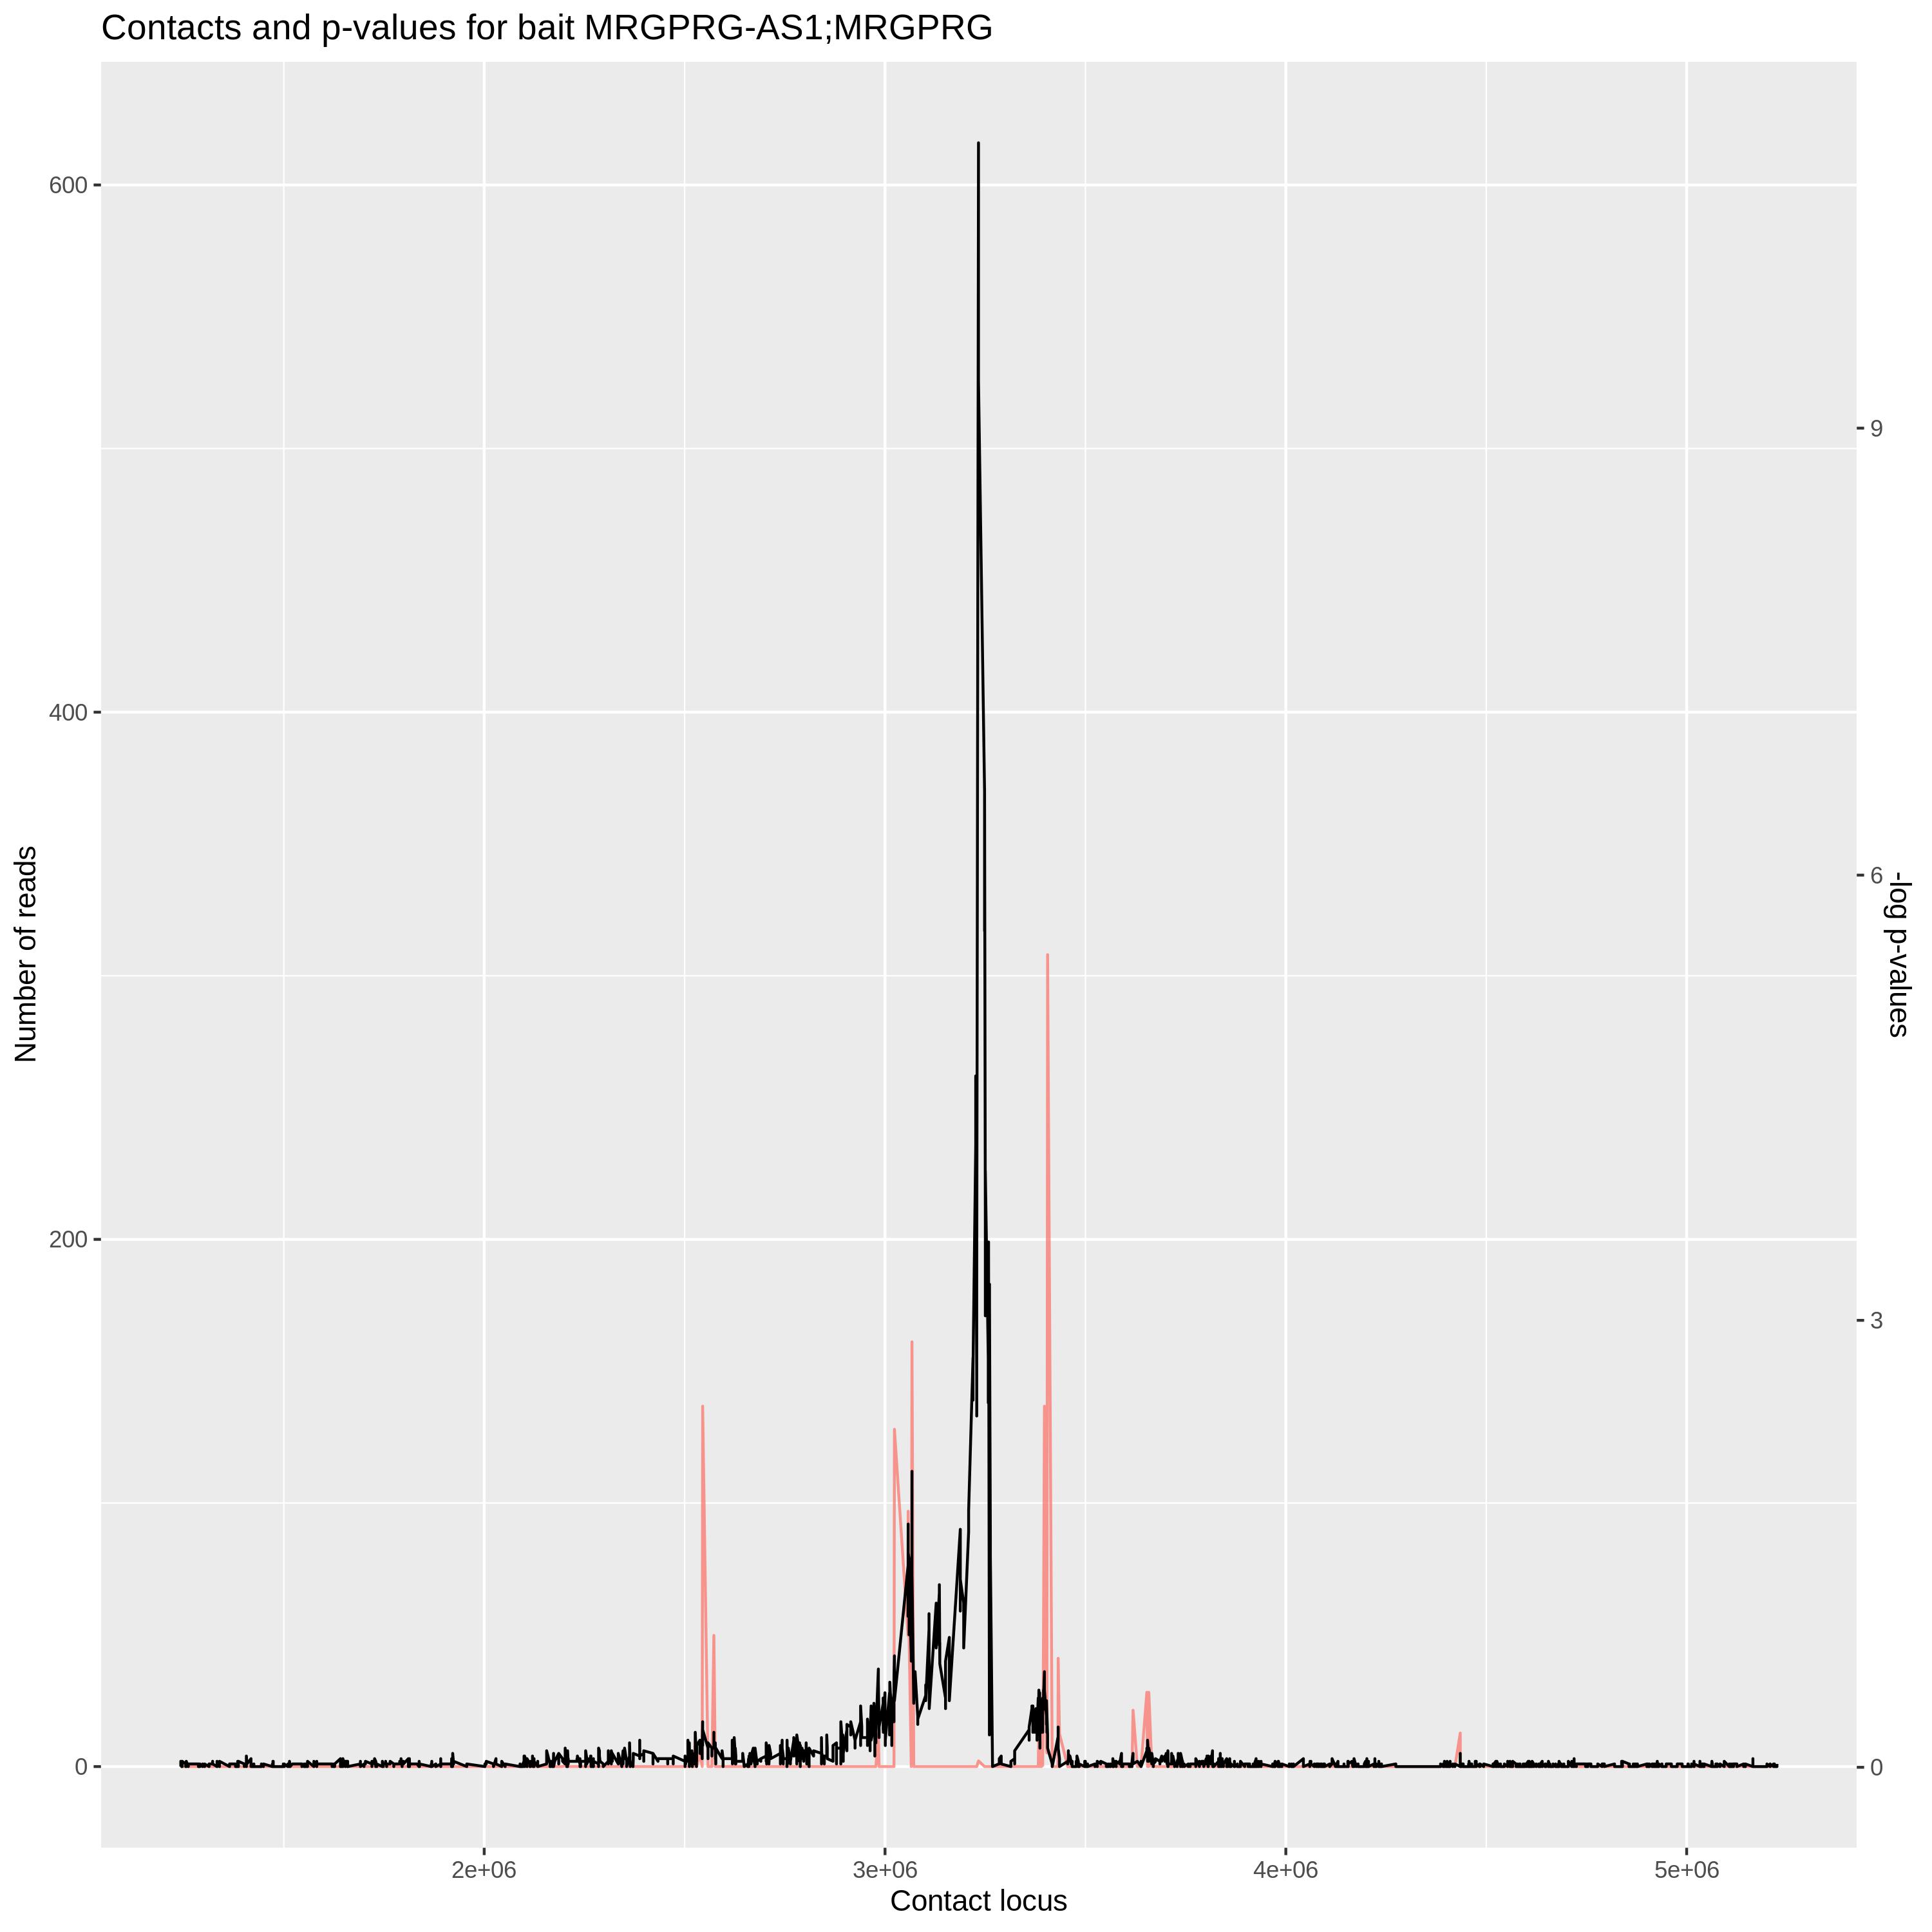 Contacts and p-values for bait MRGPRG-AS1;MRGPRG
600
400
200
0
Number of reads
9
6
3
0
-log p-values
2e+06
3e+06
4e+06
5e+06
Contact locus